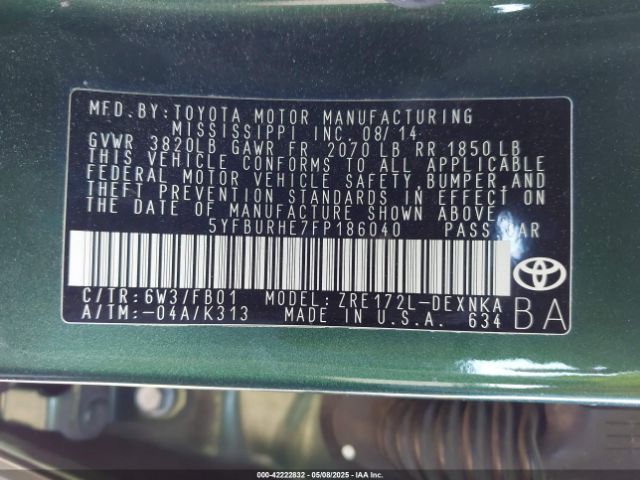 MFD. BY: TOYOTA MOTOR MANUFACTURING
MISSISSIPPI INC. 08/14
GVWR 3820LB GAWR FR 2070 LB RR 1850 LB
THIS VEHICLE CONFORMS TO ALL APPLICABLE
FEDERAL MOTOR VEHICLE SAFETY, BUMPER, AND
THEFT PREVENTION STANDARDS IN EFFECT ON
THE DATE OF MANUFACTURE SHOWN ABOVE.
5YFBURHE7FP186040 PASS CAR
C/TR: 6W37/FB01 MODEL: ZRE172L-DEXNKA
A/TM: -04A/K313 MADE IN U.S.A. 634
BA
000-42222832 05/08/2025 IAA Inc.